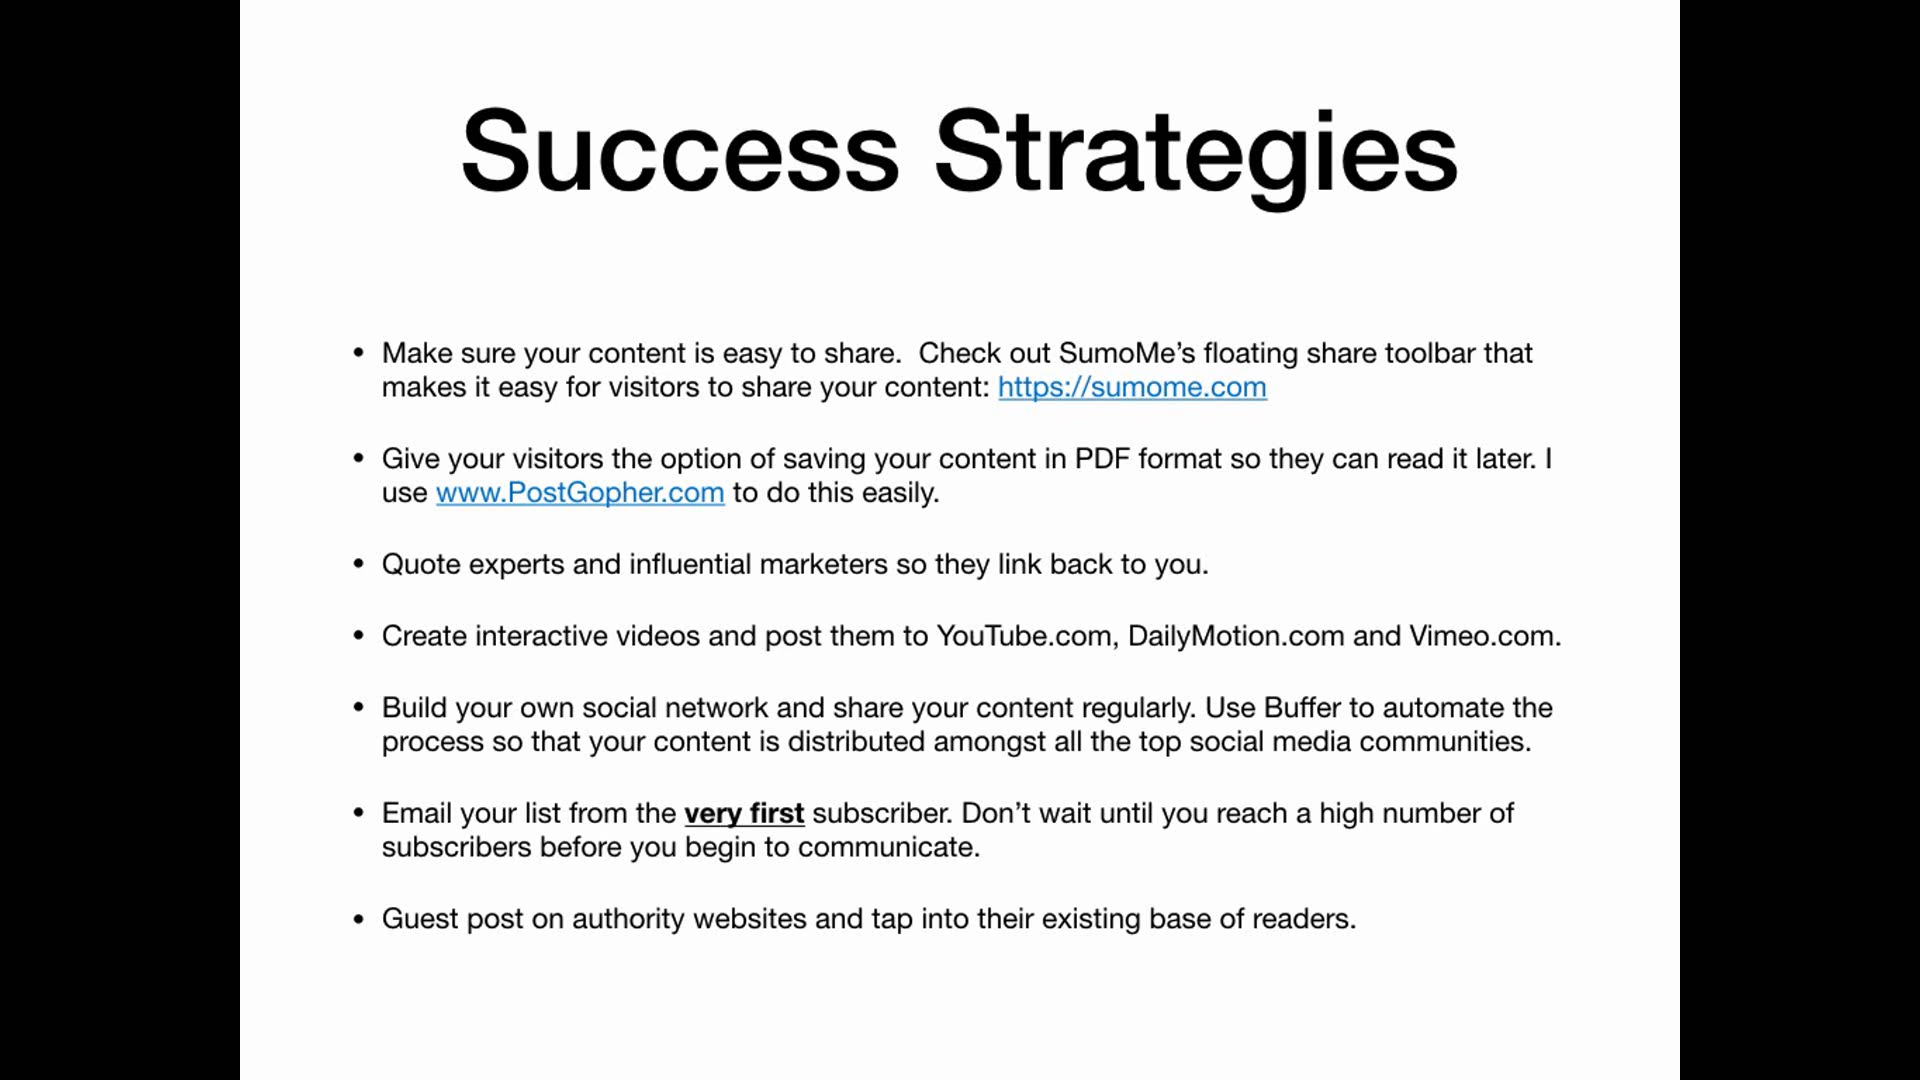 Success Strategies
• Make sure your content is easy to share.  Check out SumoMe’s floating share toolbar that
makes it easy for visitors to share your content: https://sumome.com
• Give your visitors the option of saving your content in PDF format so they can read it later. I
use www.PostGopher.com to do this easily.
• Quote experts and influential marketers so they link back to you.
• Create interactive videos and post them to YouTube.com, DailyMotion.com and Vimeo.com.
• Build your own social network and share your content regularly. Use Buffer to automate the
process so that your content is distributed amongst all the top social media communities.
• Email your list from the very first subscriber. Don’t wait until you reach a high number of
subscribers before you begin to communicate.
• Guest post on authority websites and tap into their existing base of readers.